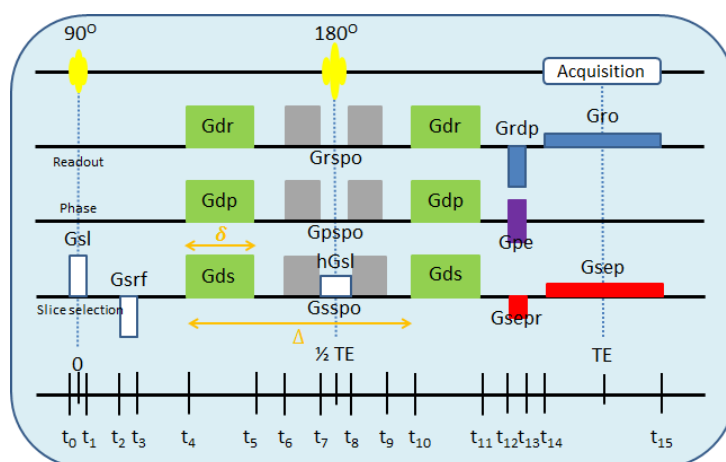 90O 180O
Acquisition
Gdr Gdr Grdp Gro
Readout Grspo
Gdp Gdp
Phase Gpspo Gpe
Gsl δ hGsl
Gsrf Gds Gds Gsep
Slice selection Gsspo Gsepr
Δ
0 ½ TE TE
t0 t1 t2 t3 t4 t5 t6 t7 t8 t9 t10 t11 t12 t13 t14 t15